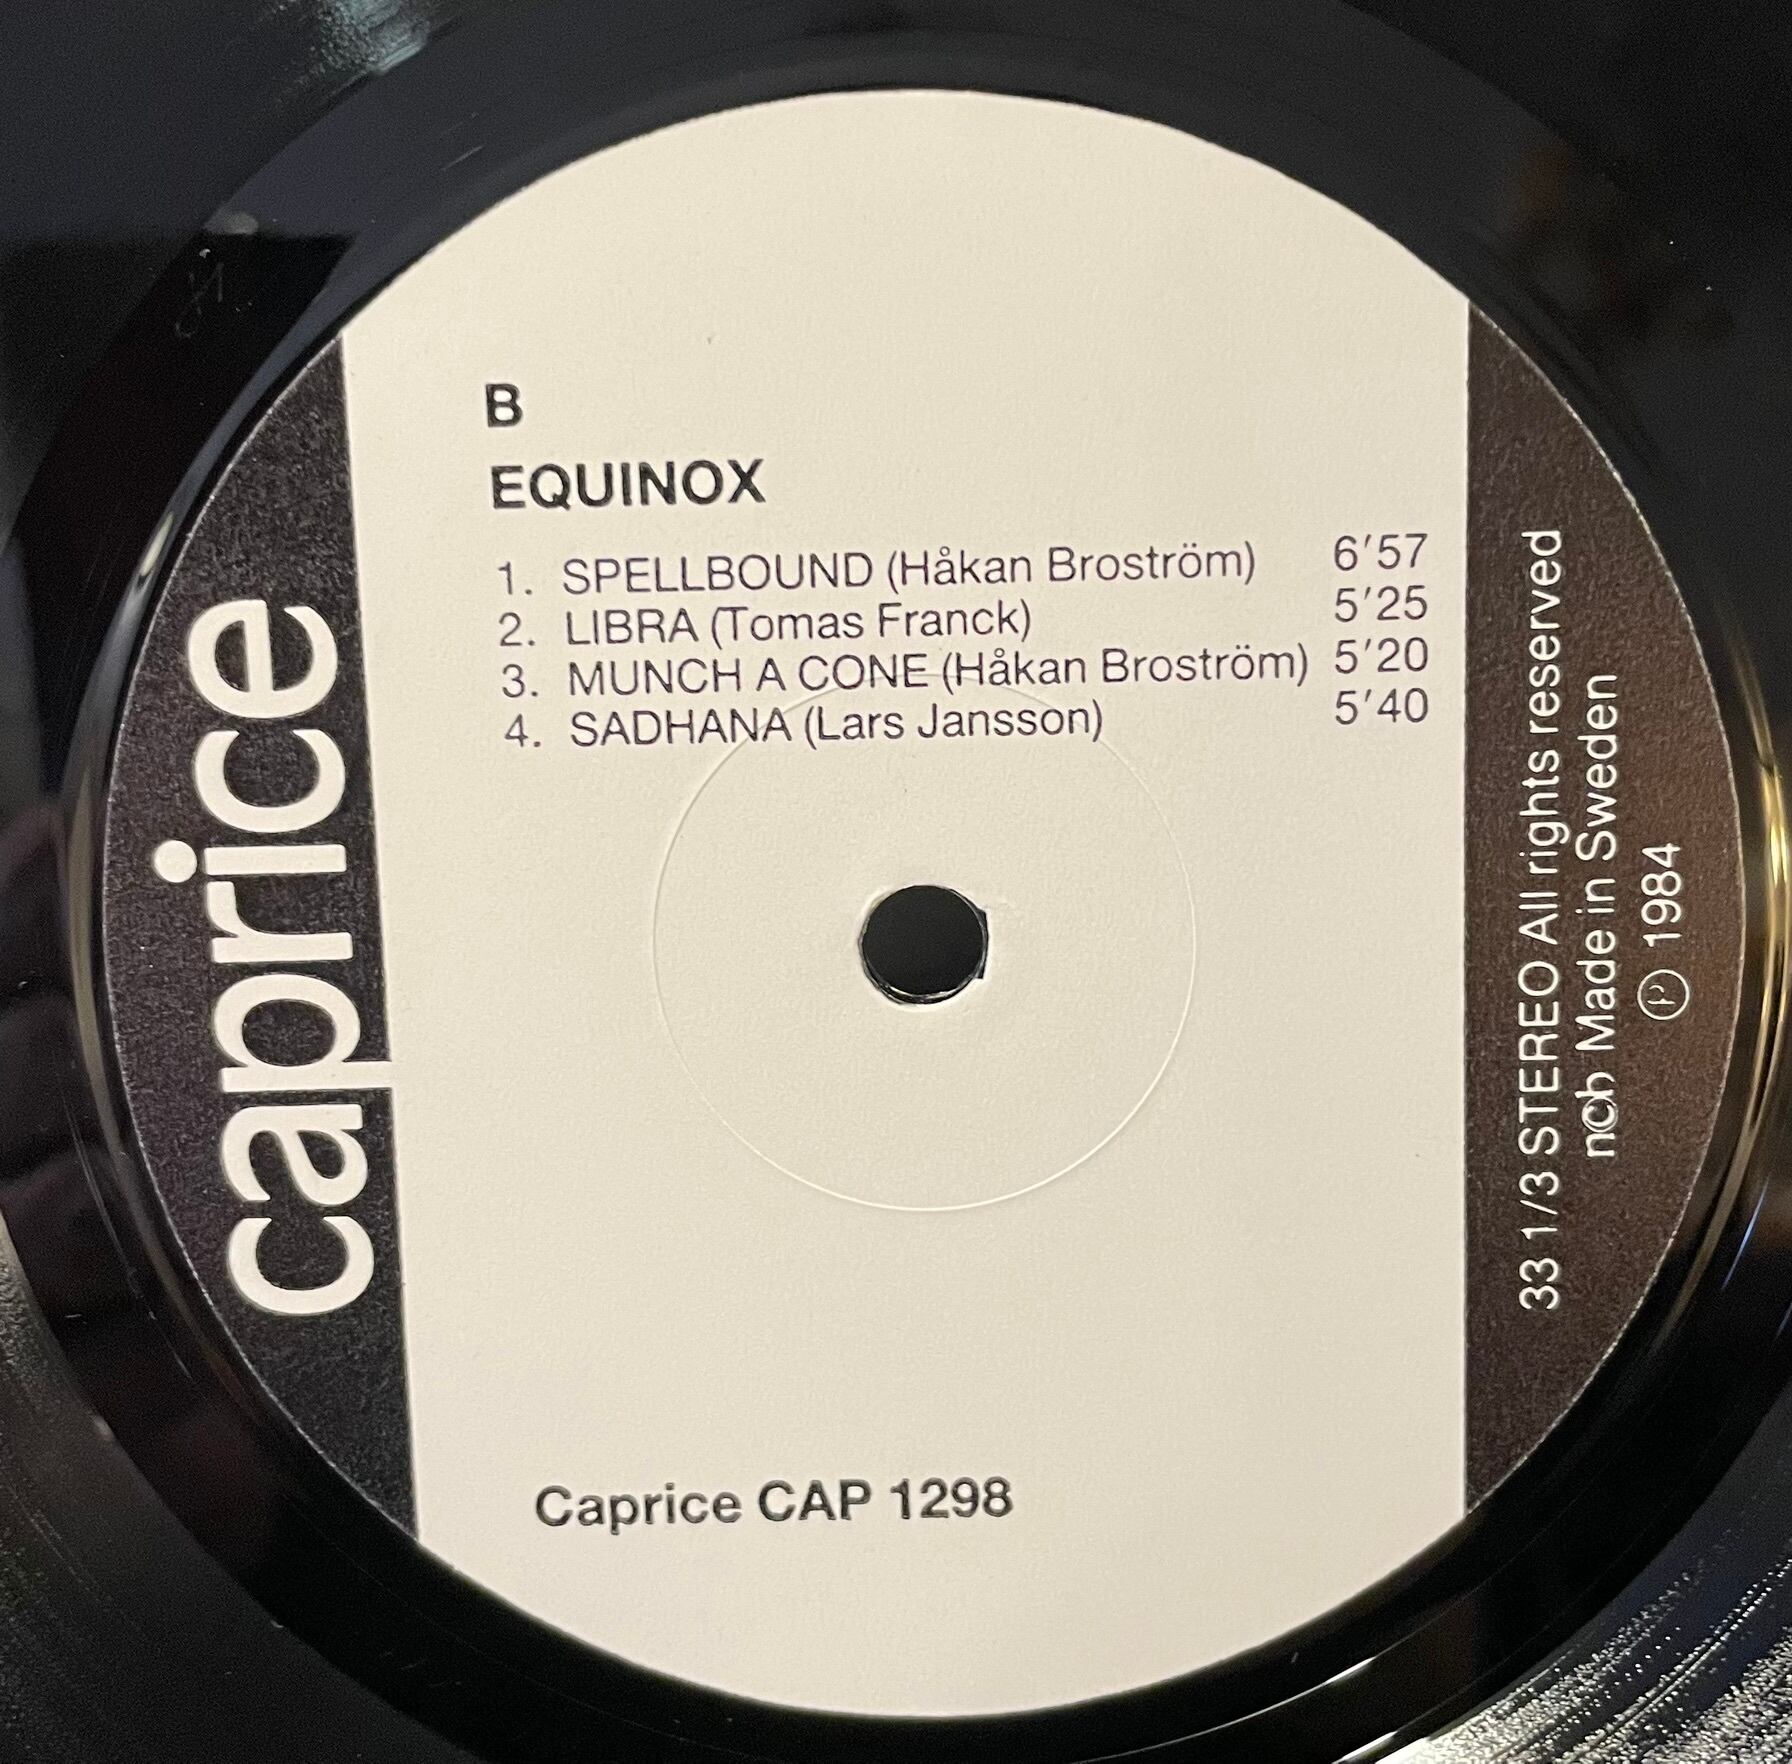 B
EQUINOX
1. SPELLBOUND (Håkan Broström) 6'57
2. LIBRA (Tomas Franck) 5'25
3. MUNCH A CONE (Håkan Broström) 5'20
4. SADHANA (Lars Jansson) 5'40
Caprice CAP 1298
caprice
33 1/3 STEREO All rights reserved
ncb Made in Sweden
Ⓟ 1984